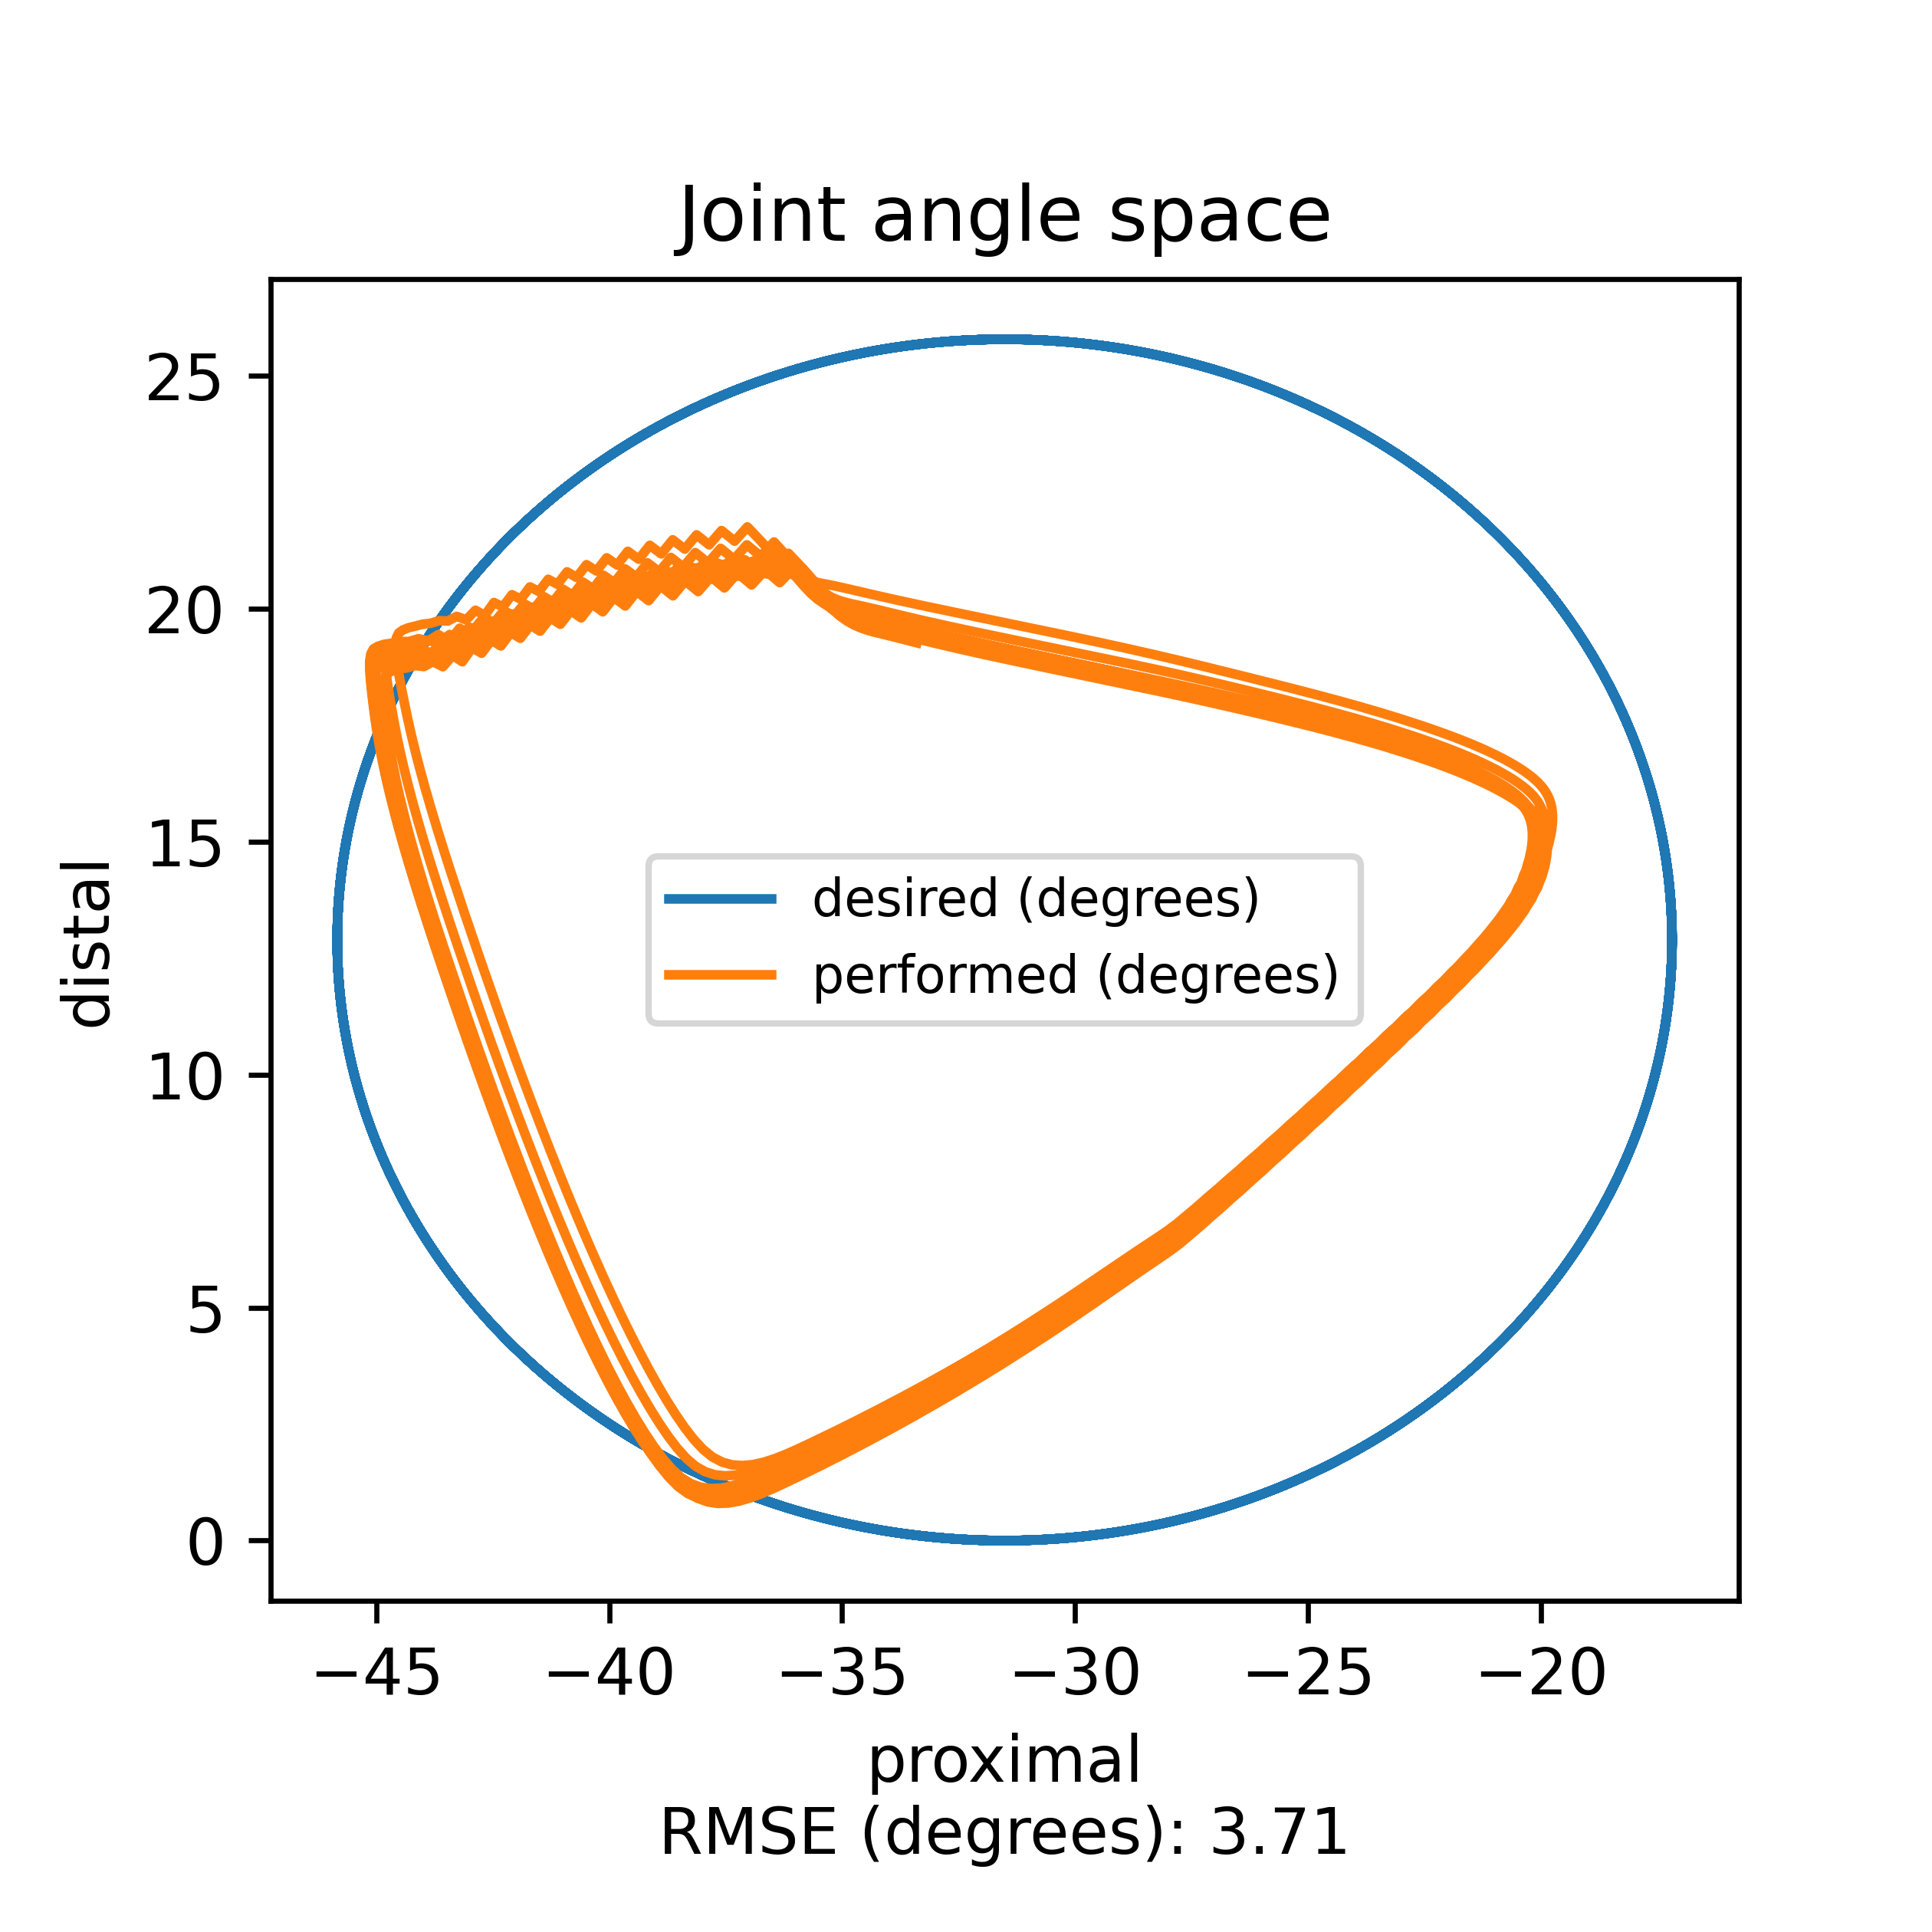 Joint angle space
25
20
15
10
5
0
distal
desired (degrees)
performed (degrees)
−45 −40 −35 −30 −25 −20
proximal
RMSE (degrees): 3.71